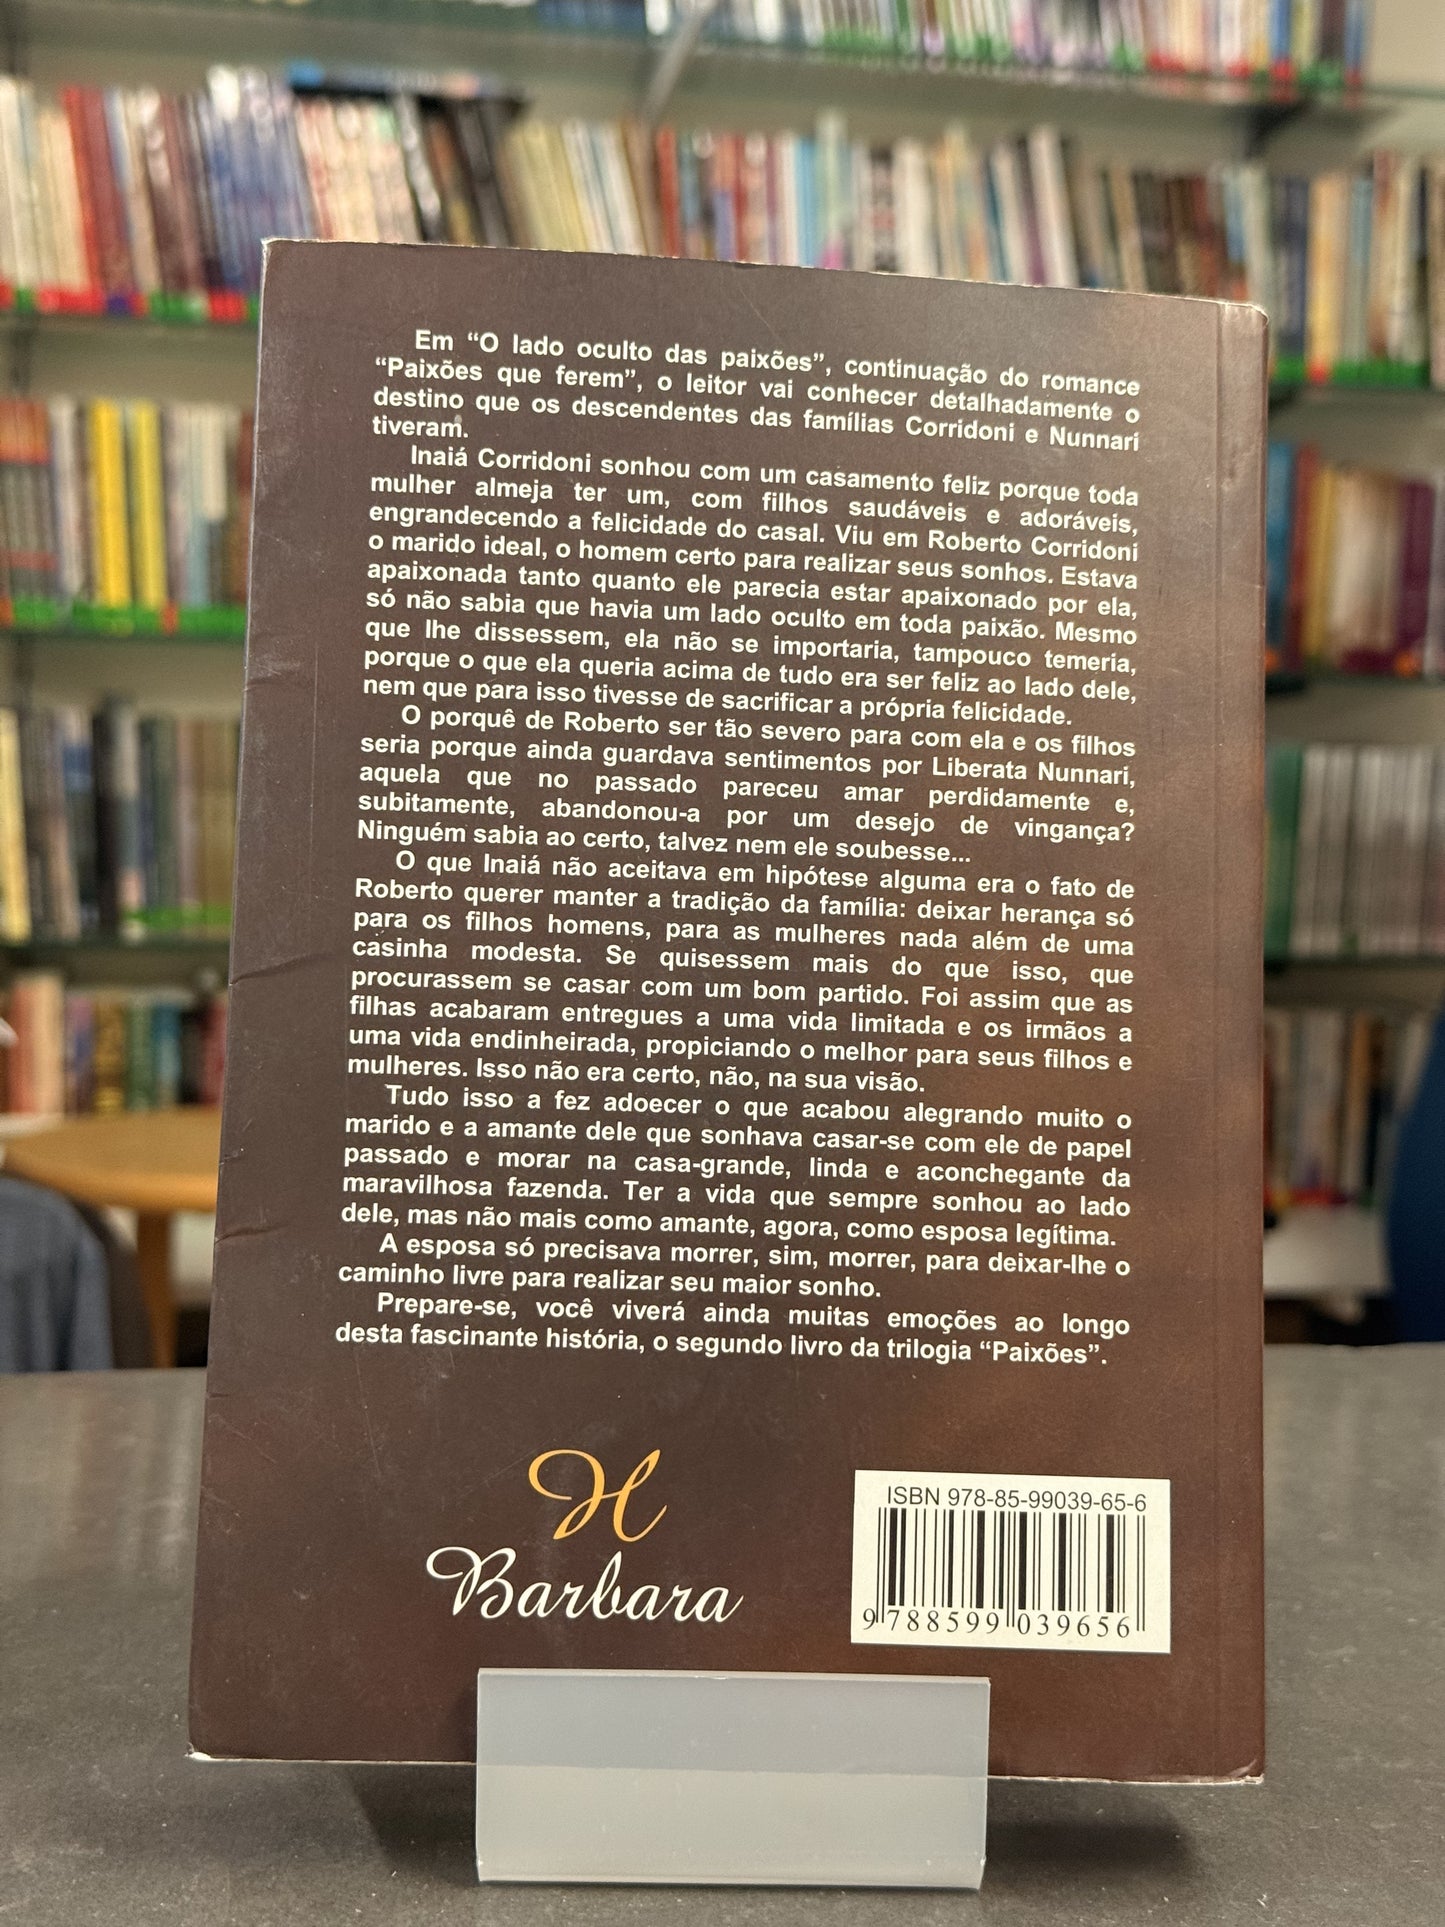 Em “O lado oculto das paixões”, continuação do romance
“Paixões que ferem”, o leitor vai conhecer detalhadamente o
destino que os descendentes das famílias Corridoni e Nunnari
tiveram.
Inaiá Corridoni sonhou com um casamento feliz porque toda
mulher almeja ter um, com filhos saudáveis e adoráveis,
engrandecendo a felicidade do casal. Viu em Roberto Corridoni
o marido ideal, o homem certo para realizar seus sonhos. Estava
apaixonada tanto quanto ele parecia estar apaixonado por ela,
só não sabia que havia um lado oculto em toda paixão. Mesmo
que lhe dissessem, ela não se importaria, tampouco temeria,
porque o que ela queria acima de tudo era ser feliz ao lado dele,
nem que para isso tivesse de sacrificar a própria felicidade.
O porquê de Roberto ser tão severo para com ela e os filhos
seria porque ainda guardava sentimentos por Liberata Nunnari,
aquela que no passado pareceu amar perdidamente e,
subitamente, abandonou-a por um desejo de vingança?
Ninguém sabia ao certo, talvez nem ele soubesse...
O que Inaiá não aceitava em hipótese alguma era o fato de
Roberto querer manter a tradição da família: deixar herança só
para os filhos homens, para as mulheres nada além de uma
casinha modesta. Se quisessem mais do que isso, que
procurassem se casar com um bom partido. Foi assim que as
filhas acabaram entregues a uma vida limitada e os irmãos a
uma vida endinheirada, propiciando o melhor para seus filhos e
mulheres. Isso não era certo, não, na sua visão.
Tudo isso a fez adoecer o que acabou alegrando muito o
marido e a amante dele que sonhava casar-se com ele de papel
passado e morar na casa-grande, linda e aconchegante da
maravilhosa fazenda. Ter a vida que sempre sonhou ao lado
dele, mas não mais como amante, agora, como esposa legítima.
A esposa só precisava morrer, sim, morrer, para deixar-lhe o
caminho livre para realizar seu maior sonho.
Prepare-se, você viverá ainda muitas emoções ao longo
desta fascinante história, o segundo livro da trilogia “Paixões”.
H
Barbara
ISBN 978-85-99039-65-6
9 788599 039656